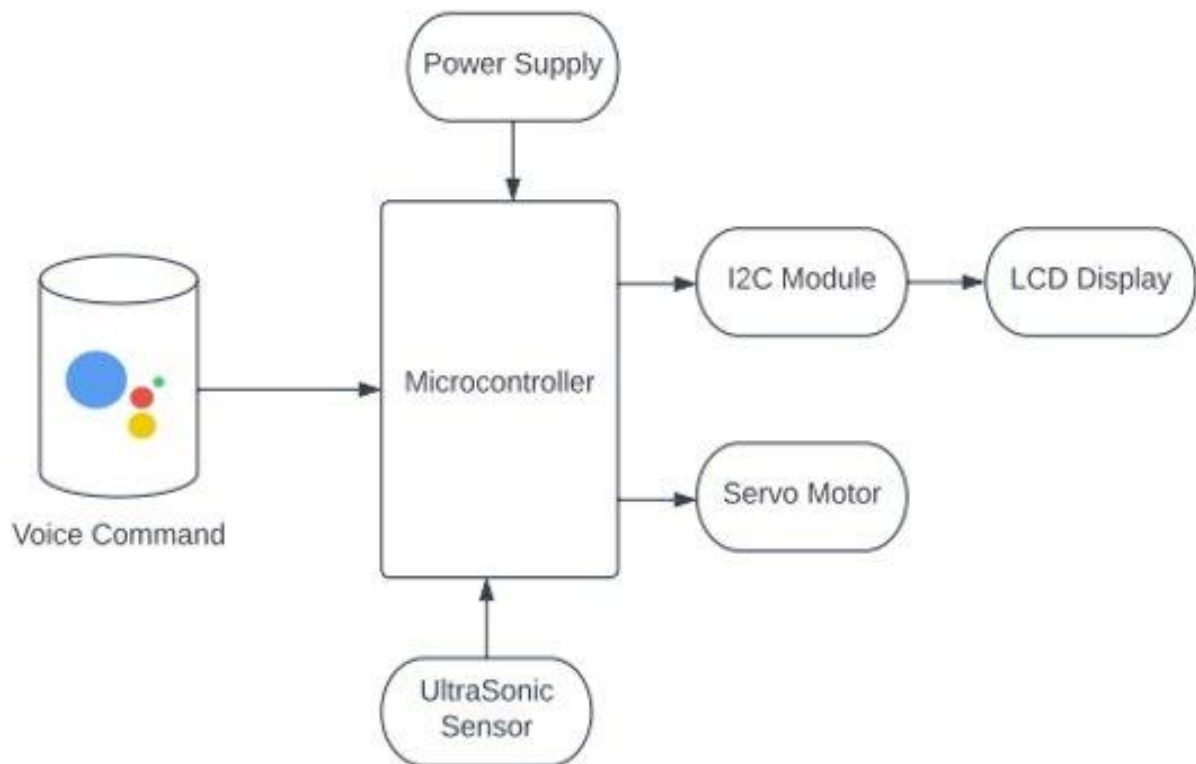 Power Supply
I2C Module
LCD Display
Microcontroller
Servo Motor
Voice Command
UltraSonic
Sensor